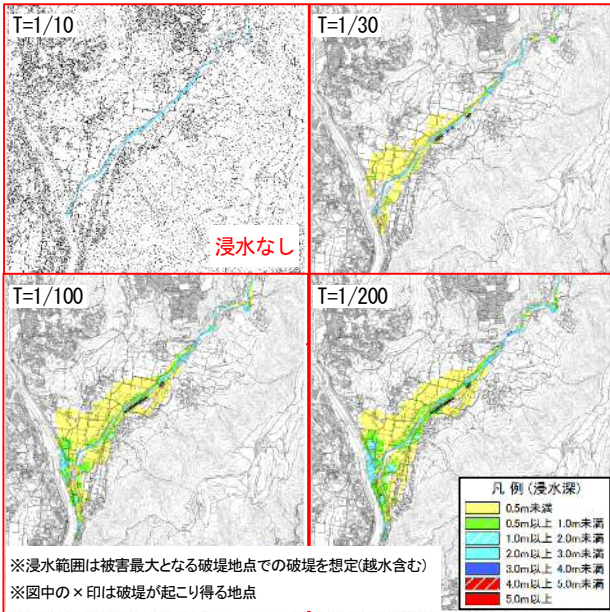 T=1/10
T=1/30
浸水なし
T=1/100
T=1/200
凡 例 (浸水深)
0.5m未満
0.5m以上 1.0m未満
1.0m以上 2.0m未満
2.0m以上 3.0m未満
3.0m以上 4.0m未満
4.0m以上 5.0m未満
5.0m以上
※浸水範囲は被害最大となる破堤地点での破堤を想定(越水含む)
※図中の×印は破堤が起こり得る地点